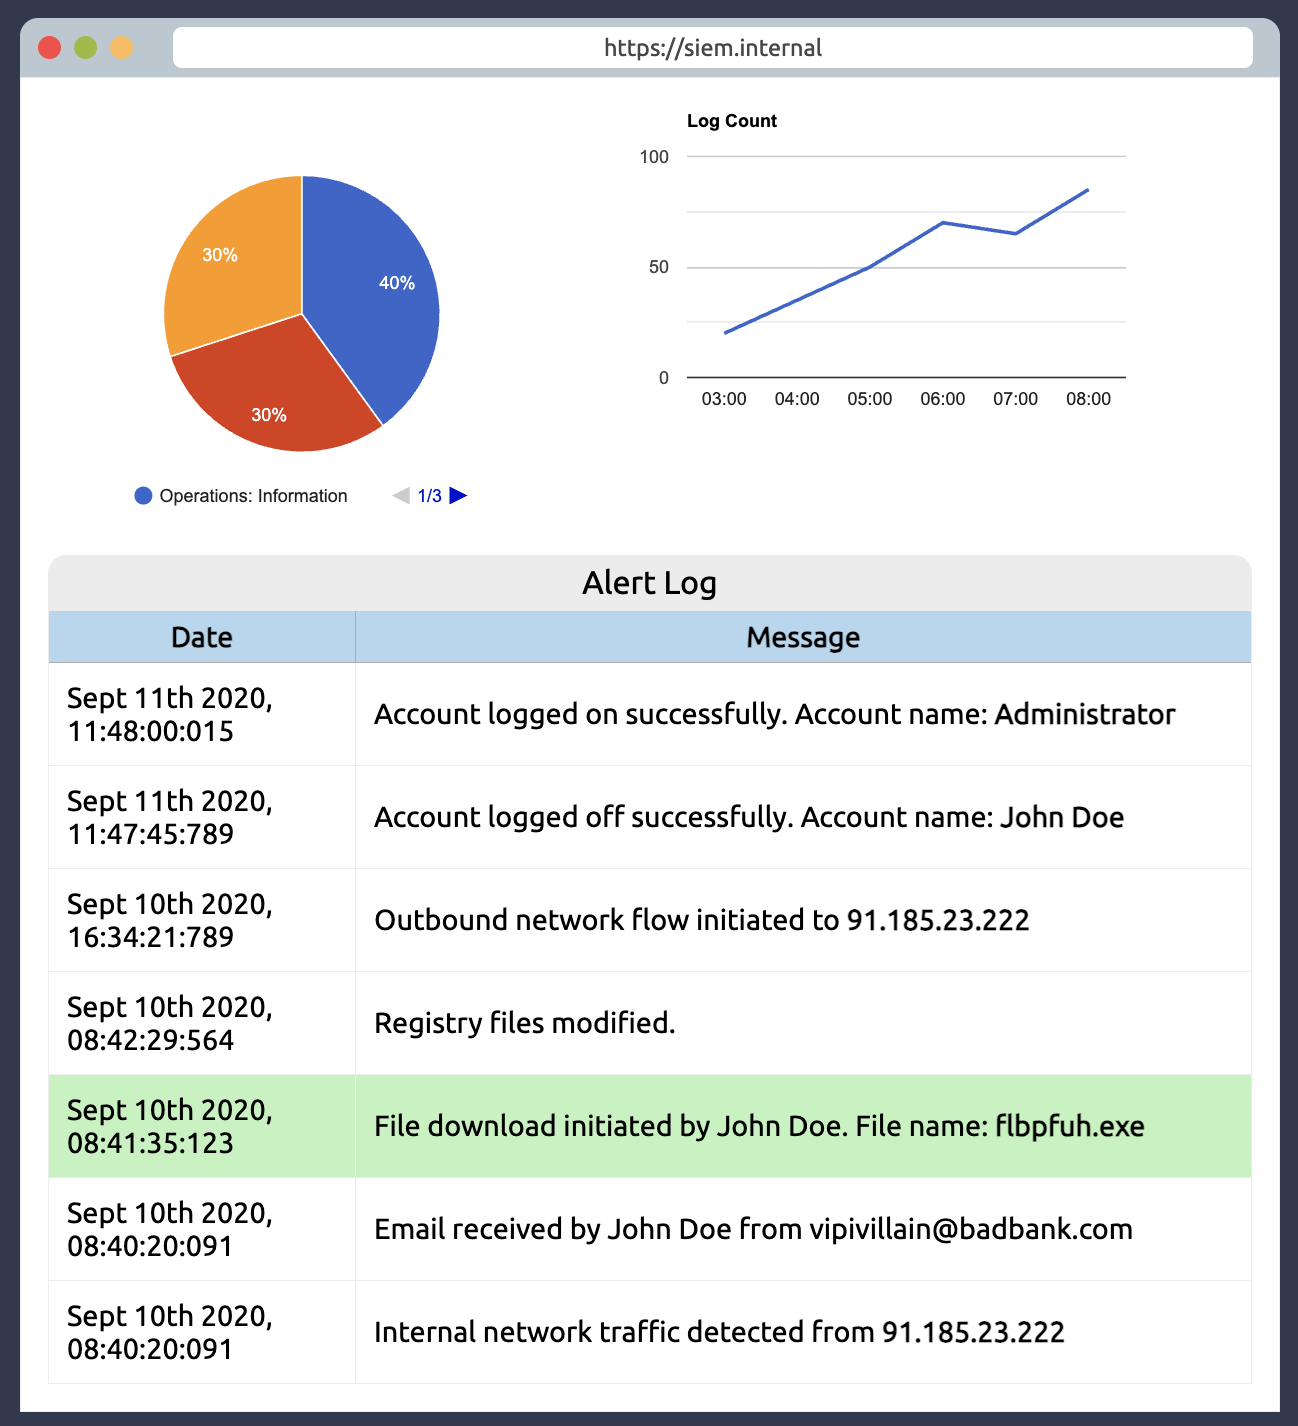 https://siem.internal
Log Count
100
50
0
03:00 04:00 05:00 06:00 07:00 08:00
30%
40%
30%
Operations: Information
1/3
Alert Log
Date Message
Sept 11th 2020,
11:48:00:015
Account logged on successfully. Account name: Administrator
Sept 11th 2020,
11:47:45:789
Account logged off successfully. Account name: John Doe
Sept 10th 2020,
16:34:21:789
Outbound network flow initiated to 91.185.23.222
Sept 10th 2020,
08:42:29:564
Registry files modified.
Sept 10th 2020,
08:41:35:123
File download initiated by John Doe. File name: flbpfuh.exe
Sept 10th 2020,
08:40:20:091
Email received by John Doe from vipivillain@badbank.com
Sept 10th 2020,
08:40:20:091
Internal network traffic detected from 91.185.23.222